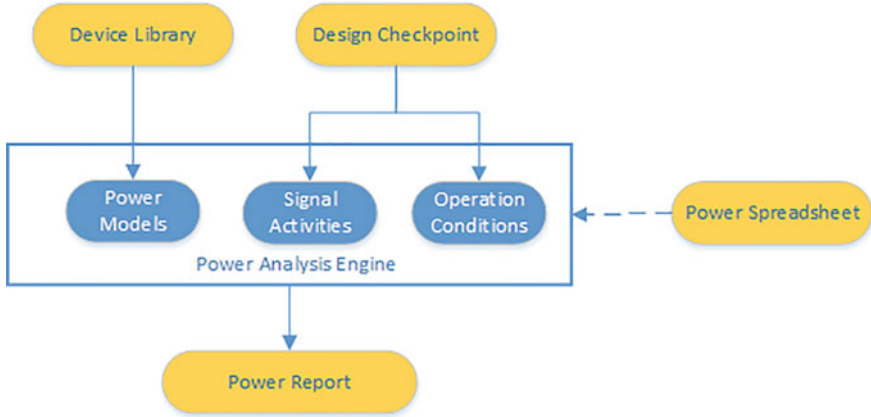 Device Library
Design Checkpoint
Power
Models
Signal
Activities
Operation
Conditions
Power Spreadsheet
Power Analysis Engine
Power Report